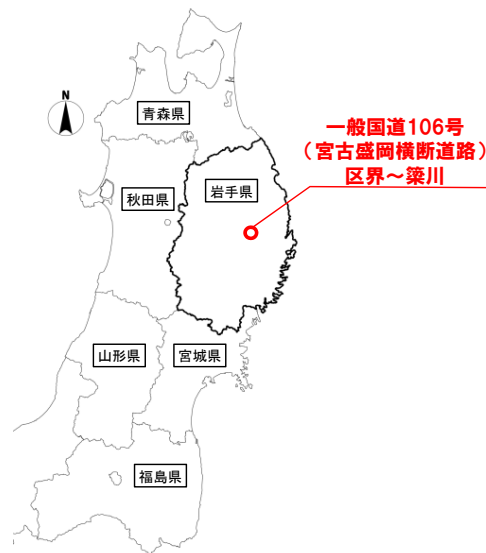 N
青森県
一般国道106号
（宮古盛岡横断道路）
区界～簗川
秋田県
岩手県
山形県
宮城県
福島県